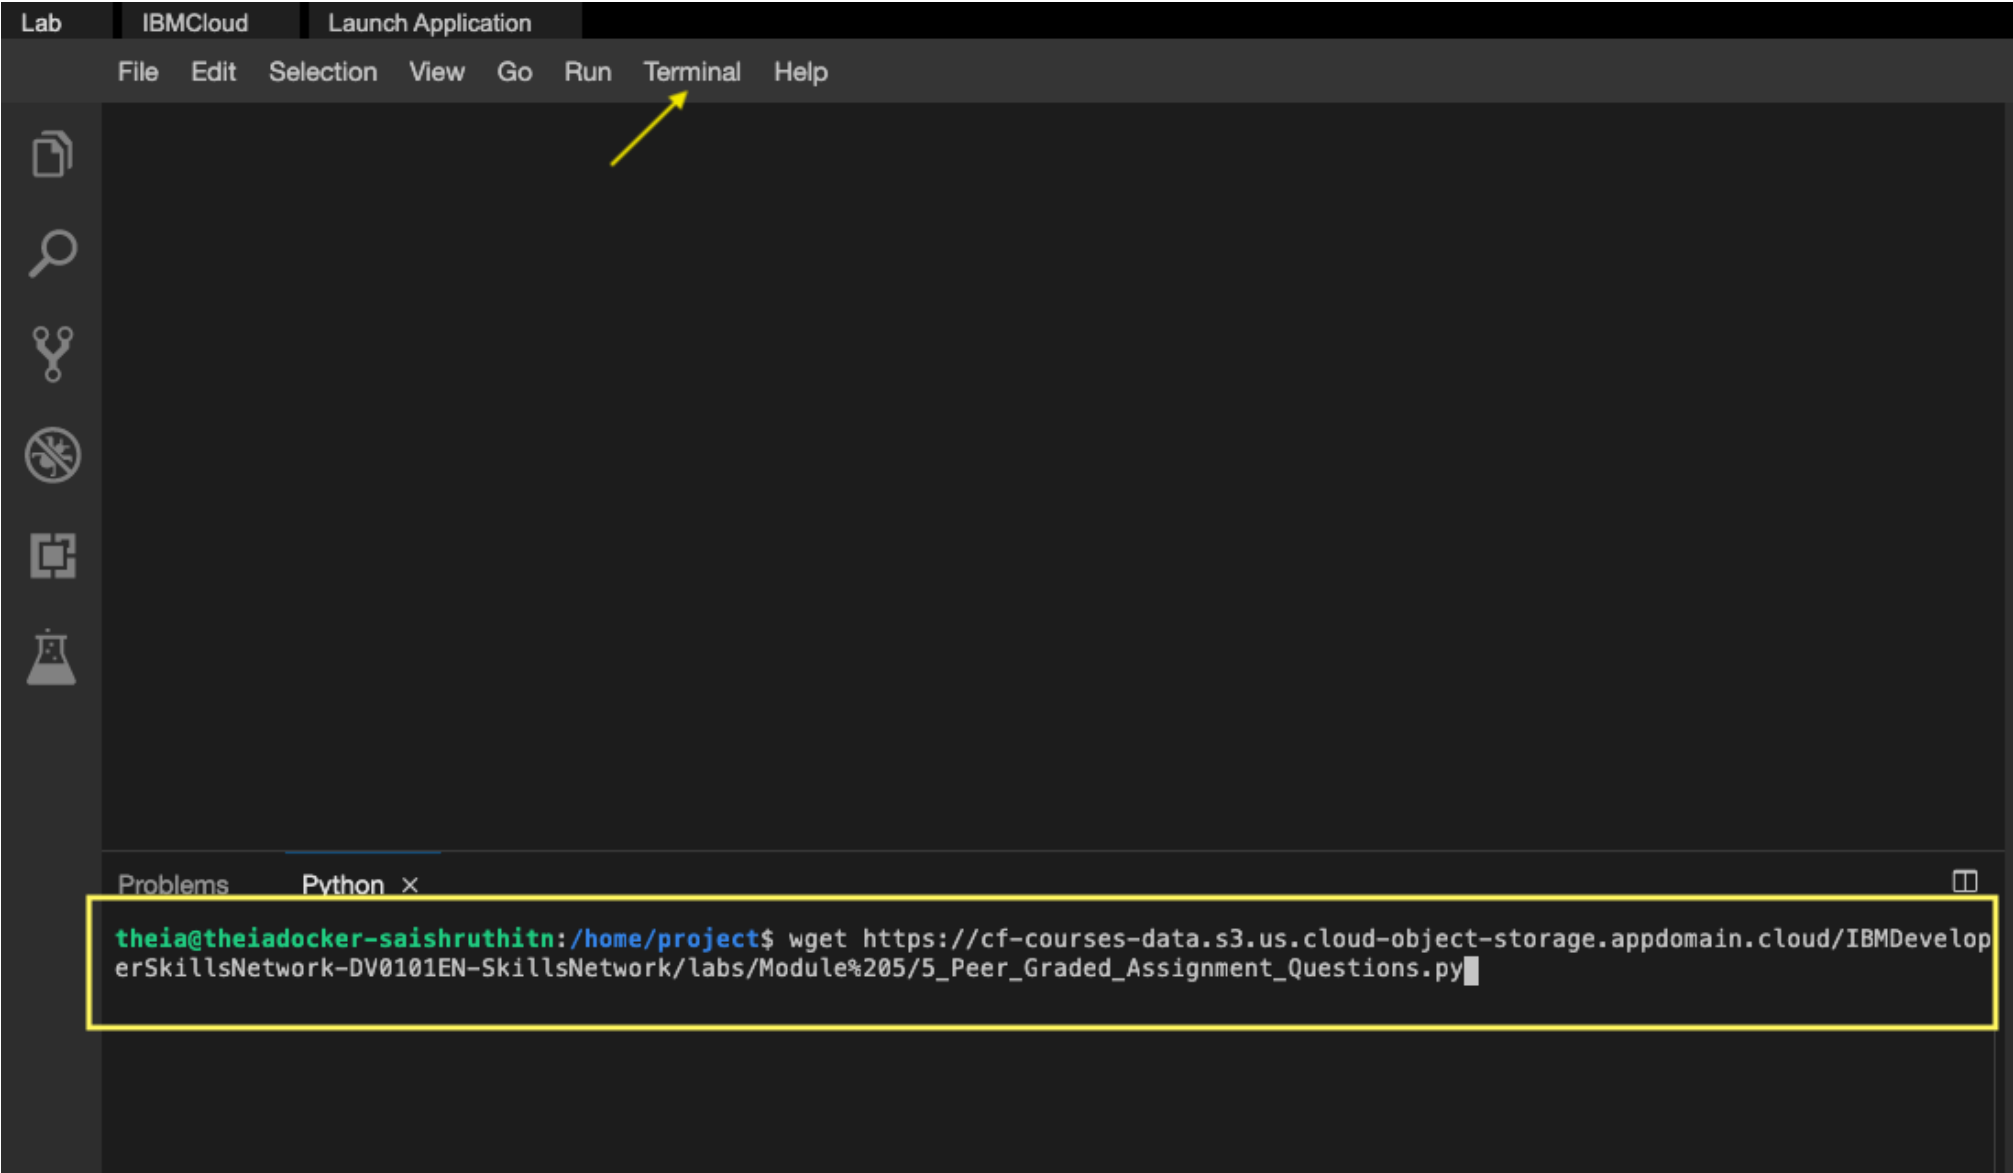 Lab IBMCloud Launch Application
File Edit Selection View Go Run Terminal Help
Problems Python ×
theia@theiadocker-saishruthitn:/home/project$ wget https://cf-courses-data.s3.us.cloud-object-storage.appdomain.cloud/IBMDevelop
erSkillsNetwork-DV0101EN-SkillsNetwork/labs/Module%205/5_Peer_Graded_Assignment_Questions.py